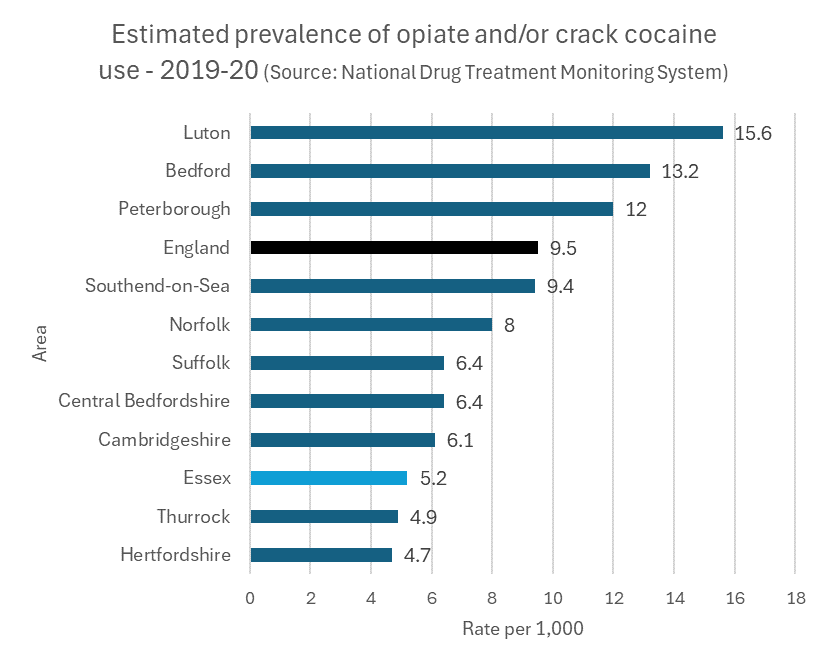 Estimated prevalence of opiate and/or crack cocaine
use - 2019-20 (Source: National Drug Treatment Monitoring System)
Luton 15.6
Bedford 13.2
Peterborough 12
England 9.5
Southend-on-Sea 9.4
Norfolk 8
Suffolk 6.4
Central Bedfordshire 6.4
Cambridgeshire 6.1
Essex 5.2
Thurrock 4.9
Hertfordshire 4.7
Area
0 2 4 6 8 10 12 14 16 18
Rate per 1,000